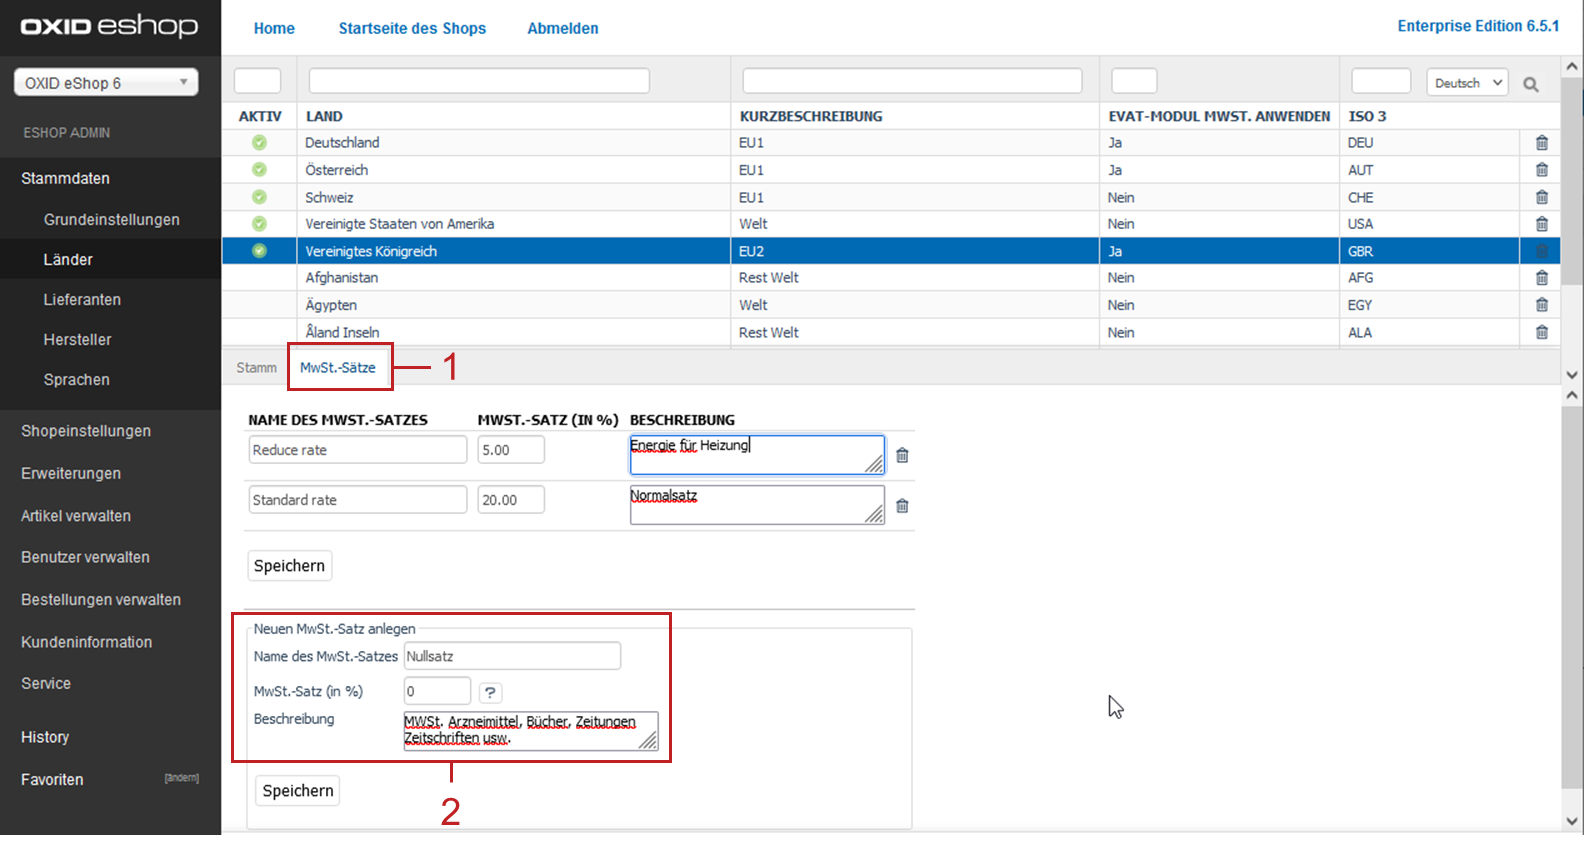 OXID eshop
Home Startseite des Shops Abmelden
Enterprise Edition 6.5.1
OXID eShop 6
Deutsch
ESHOP ADMIN
Stammdaten
Grundeinstellungen
Länder
Lieferanten
Hersteller
Sprachen
Shopeinstellungen
Erweiterungen
Artikel verwalten
Benutzer verwalten
Bestellungen verwalten
Kundeninformation
Service
History
Favoriten [ändern]
AKTIV LAND KURZBESCHREIBUNG EVAT-MODUL MWST. ANWENDEN ISO 3
Deutschland EU1 Ja DEU
Österreich EU1 Ja AUT
Schweiz EU1 Nein CHE
Vereinigte Staaten von Amerika Welt Nein USA
Vereinigtes Königreich EU2 Ja GBR
Afghanistan Rest Welt Nein AFG
Ägypten Welt Nein EGY
Åland Inseln Rest Welt Nein ALA
Stamm MwSt.-Sätze 1
NAME DES MWST.-SATZES MWST.-SATZ (IN %) BESCHREIBUNG
Reduce rate 5.00 Energie für Heizung
Standard rate 20.00 Normalsatz
Speichern
Neuen MwSt.-Satz anlegen
Name des MwSt.-Satzes Nullsatz
MwSt.-Satz (in %) 0 ?
Beschreibung MWSt. Arzneimittel, Bücher, Zeitungen
Zeitschriften usw.
Speichern
2